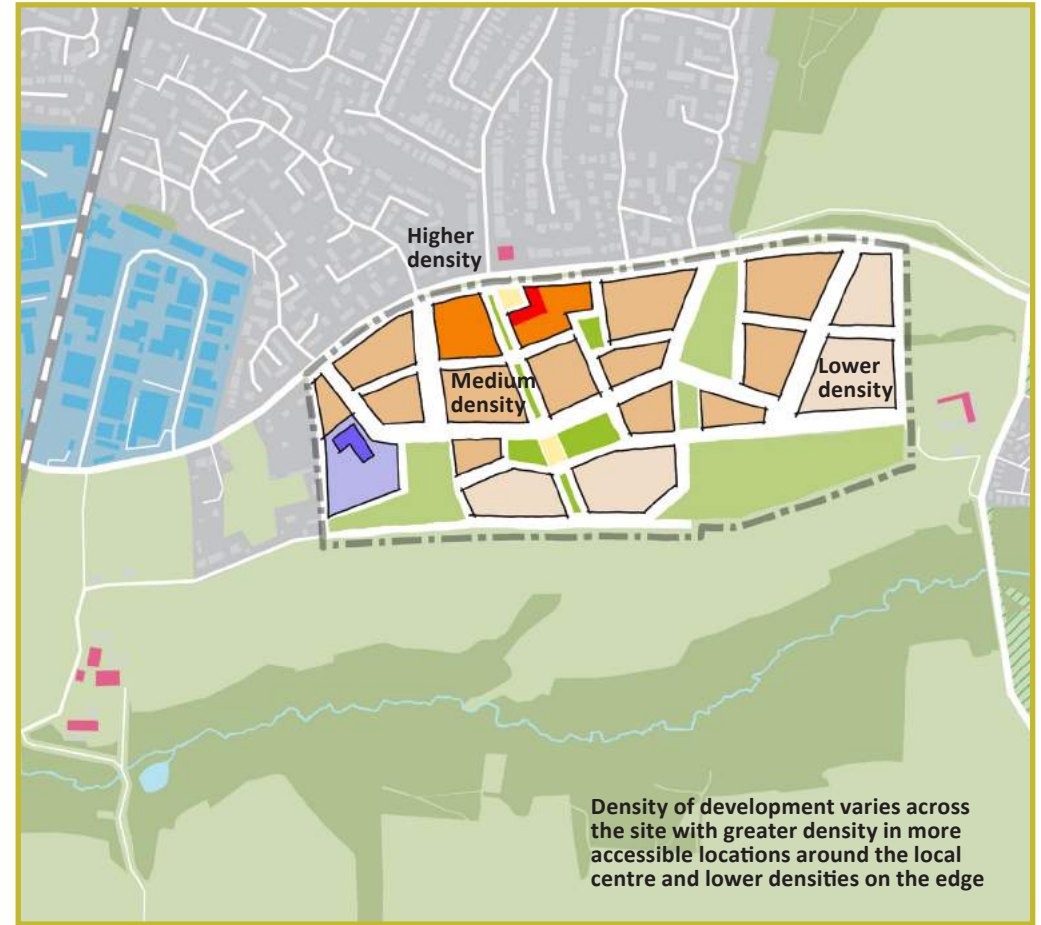 Higher
density
Medium
density
Lower
density
Density of development varies across
the site with greater density in more
accessible locations around the local
centre and lower densities on the edge